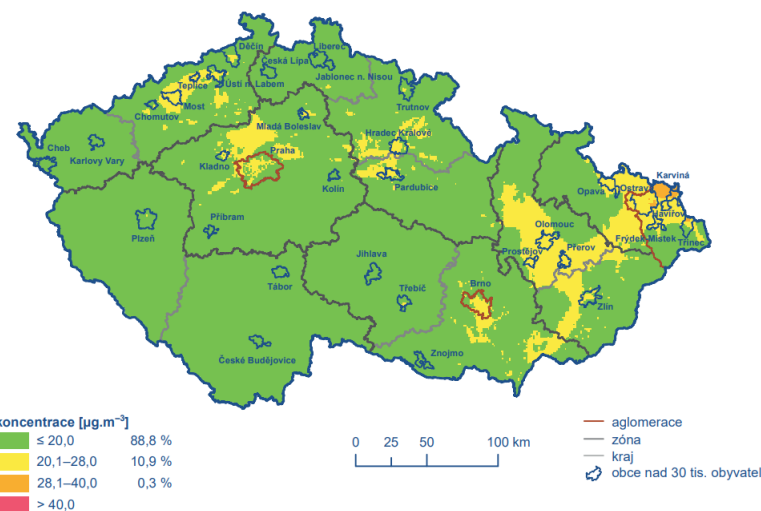 Děčín
Liberec
Česká Lípa
Jablonec n. Nisou
Teplice
Ústí n. Labem
Most
Chomutov
Trutnov
Mladá Boleslav
Hradec Králové
Cheb
Karlovy Vary
Praha
Kladno
Kolín
Pardubice
Karviná
Opava
Ostrava
Havířov
Příbram
Plzeň
Olomouc
Frýdek-Místek
Třinec
Prostějov
Přerov
Jihlava
Tábor
Třebíč
Brno
Zlín
České Budějovice
Znojmo
koncentrace [µg.m⁻³]
≤ 20,0 88,8 %
20,1–28,0 10,9 %
28,1–40,0 0,3 %
> 40,0
0 25 50 100 km
aglomerace
zóna
kraj
obce nad 30 tis. obyvatel